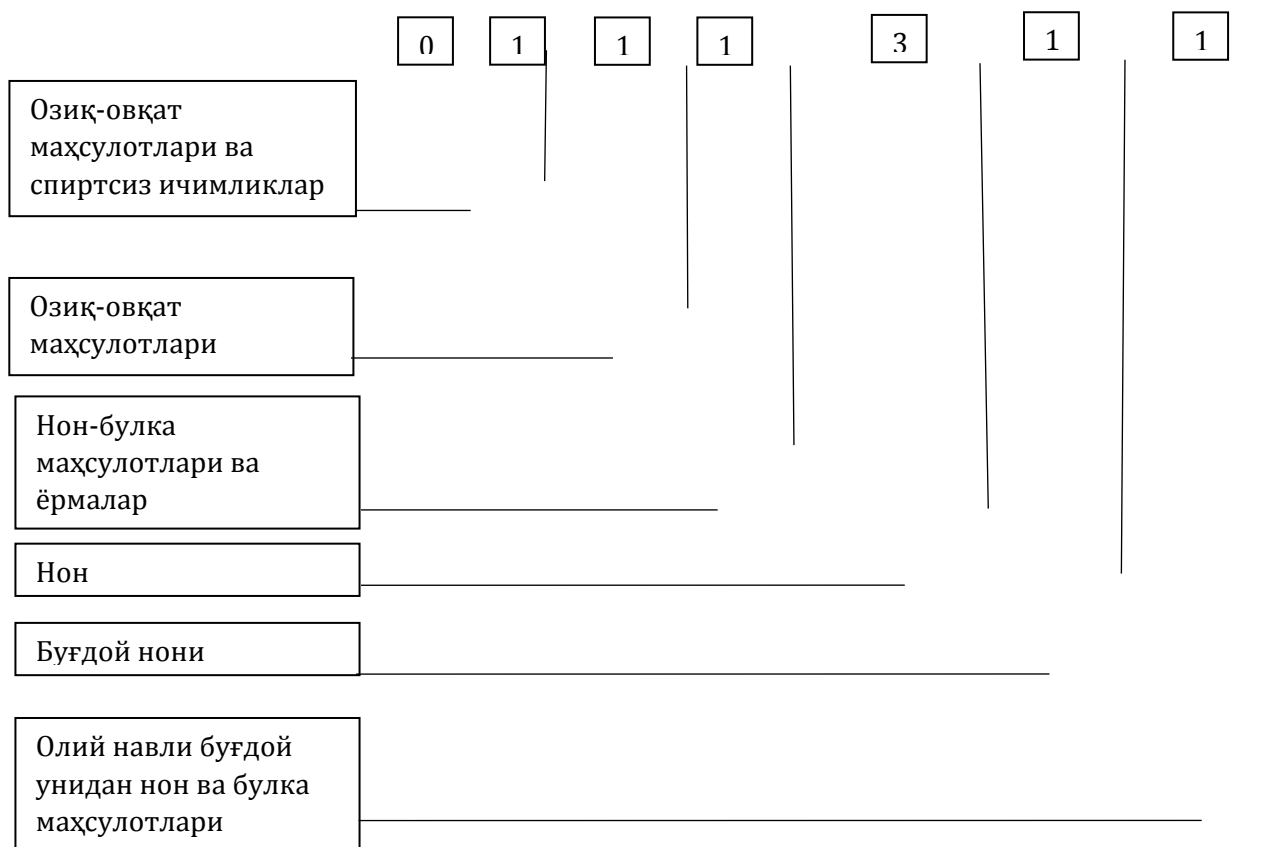 0 1 1 1 3 1 1
Озиқ-овқат
маҳсулотлари ва
спиртсиз ичимликлар
Озиқ-овқат
маҳсулотлари
Нон-булка
маҳсулотлари ва
ёрмалар
Нон
Буғдой нони
Олий навли буғдой
унидан нон ва булка
маҳсулотлари